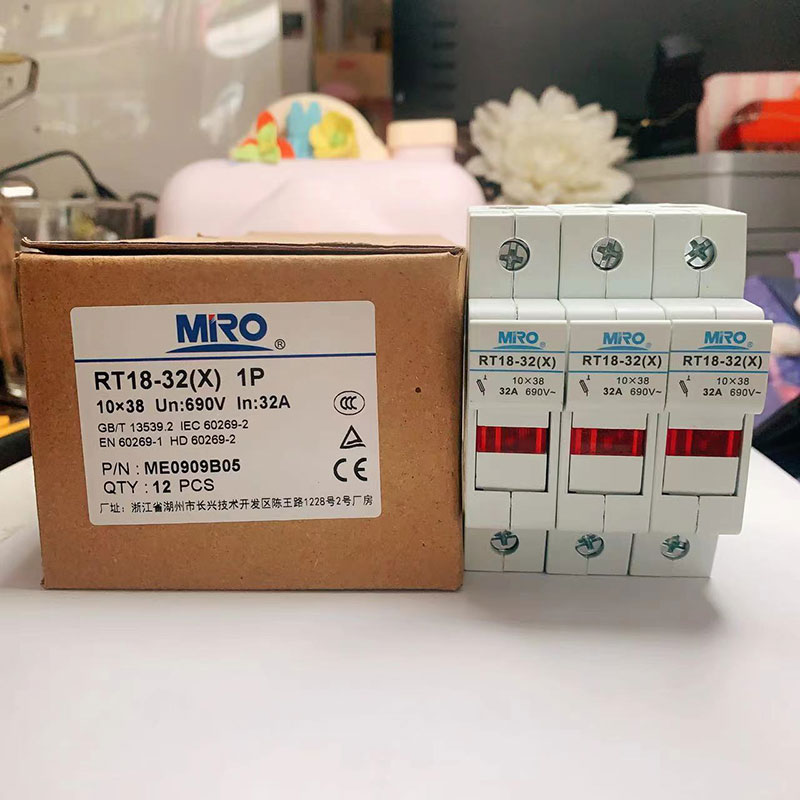 MIRO ®
RT18-32(X) 1P
10×38 Un:690V In:32A
GB/T 13539.2 IEC 60269-2
EN 60269-1 HD 60269-2
P/N : ME0909B05
QTY : 12 PCS
厂址: 浙江省湖州市长兴技术开发区陈王路1228号2号厂房
CCC
CE
MIRO
RT18-32(X)
10×38
32A 690V~
MIRO
RT18-32(X)
10×38
32A 690V~
MIRO
RT18-32(X)
10×38
32A 690V~